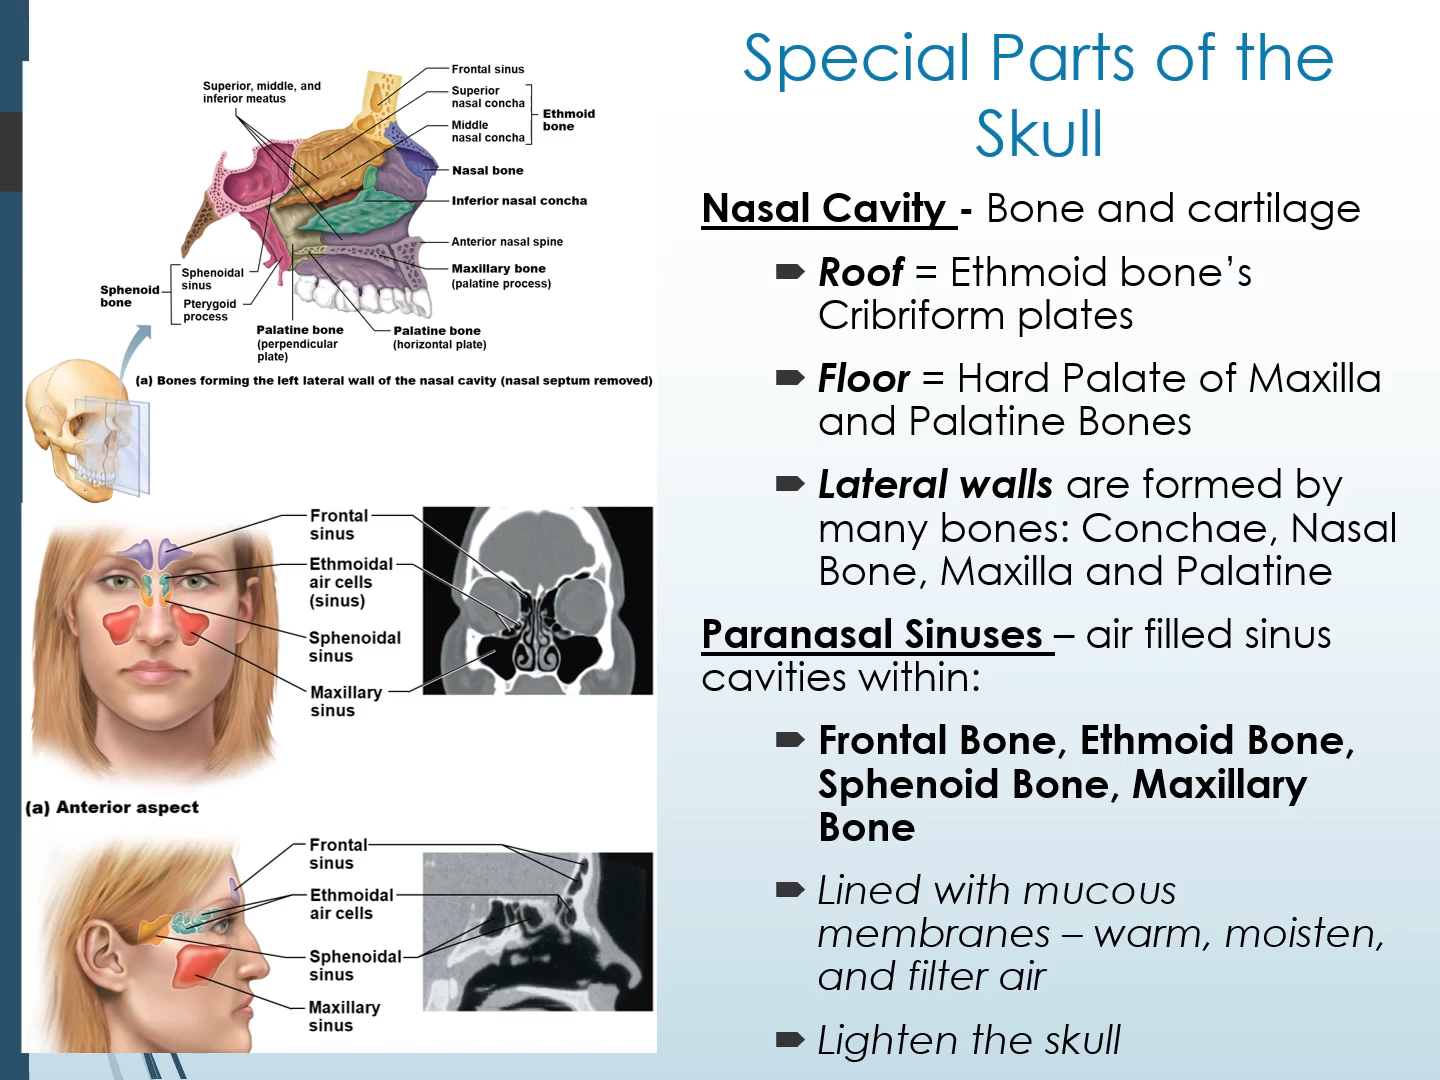 Special Parts of the
Skull
Nasal Cavity - Bone and cartilage
Roof = Ethmoid bone’s
Cribriform plates
Floor = Hard Palate of Maxilla
and Palatine Bones
Lateral walls are formed by
many bones: Conchae, Nasal
Bone, Maxilla and Palatine
Paranasal Sinuses – air filled sinus
cavities within:
Frontal Bone, Ethmoid Bone,
Sphenoid Bone, Maxillary
Bone
Lined with mucous
membranes – warm, moisten,
and filter air
Lighten the skull
Superior, middle, and
inferior meatus
Frontal sinus
Superior
nasal concha
Middle
nasal concha
Ethmoid
bone
Nasal bone
Inferior nasal concha
Anterior nasal spine
Maxillary bone
(palatine process)
Sphenoid
bone
Sphenoidal
sinus
Pterygoid
process
Palatine bone
(perpendicular
plate)
Palatine bone
(horizontal plate)
(a) Bones forming the left lateral wall of the nasal cavity (nasal septum removed)
Frontal
sinus
Ethmoidal
air cells
(sinus)
Sphenoidal
sinus
Maxillary
sinus
(a) Anterior aspect
Frontal
sinus
Ethmoidal
air cells
Sphenoidal
sinus
Maxillary
sinus